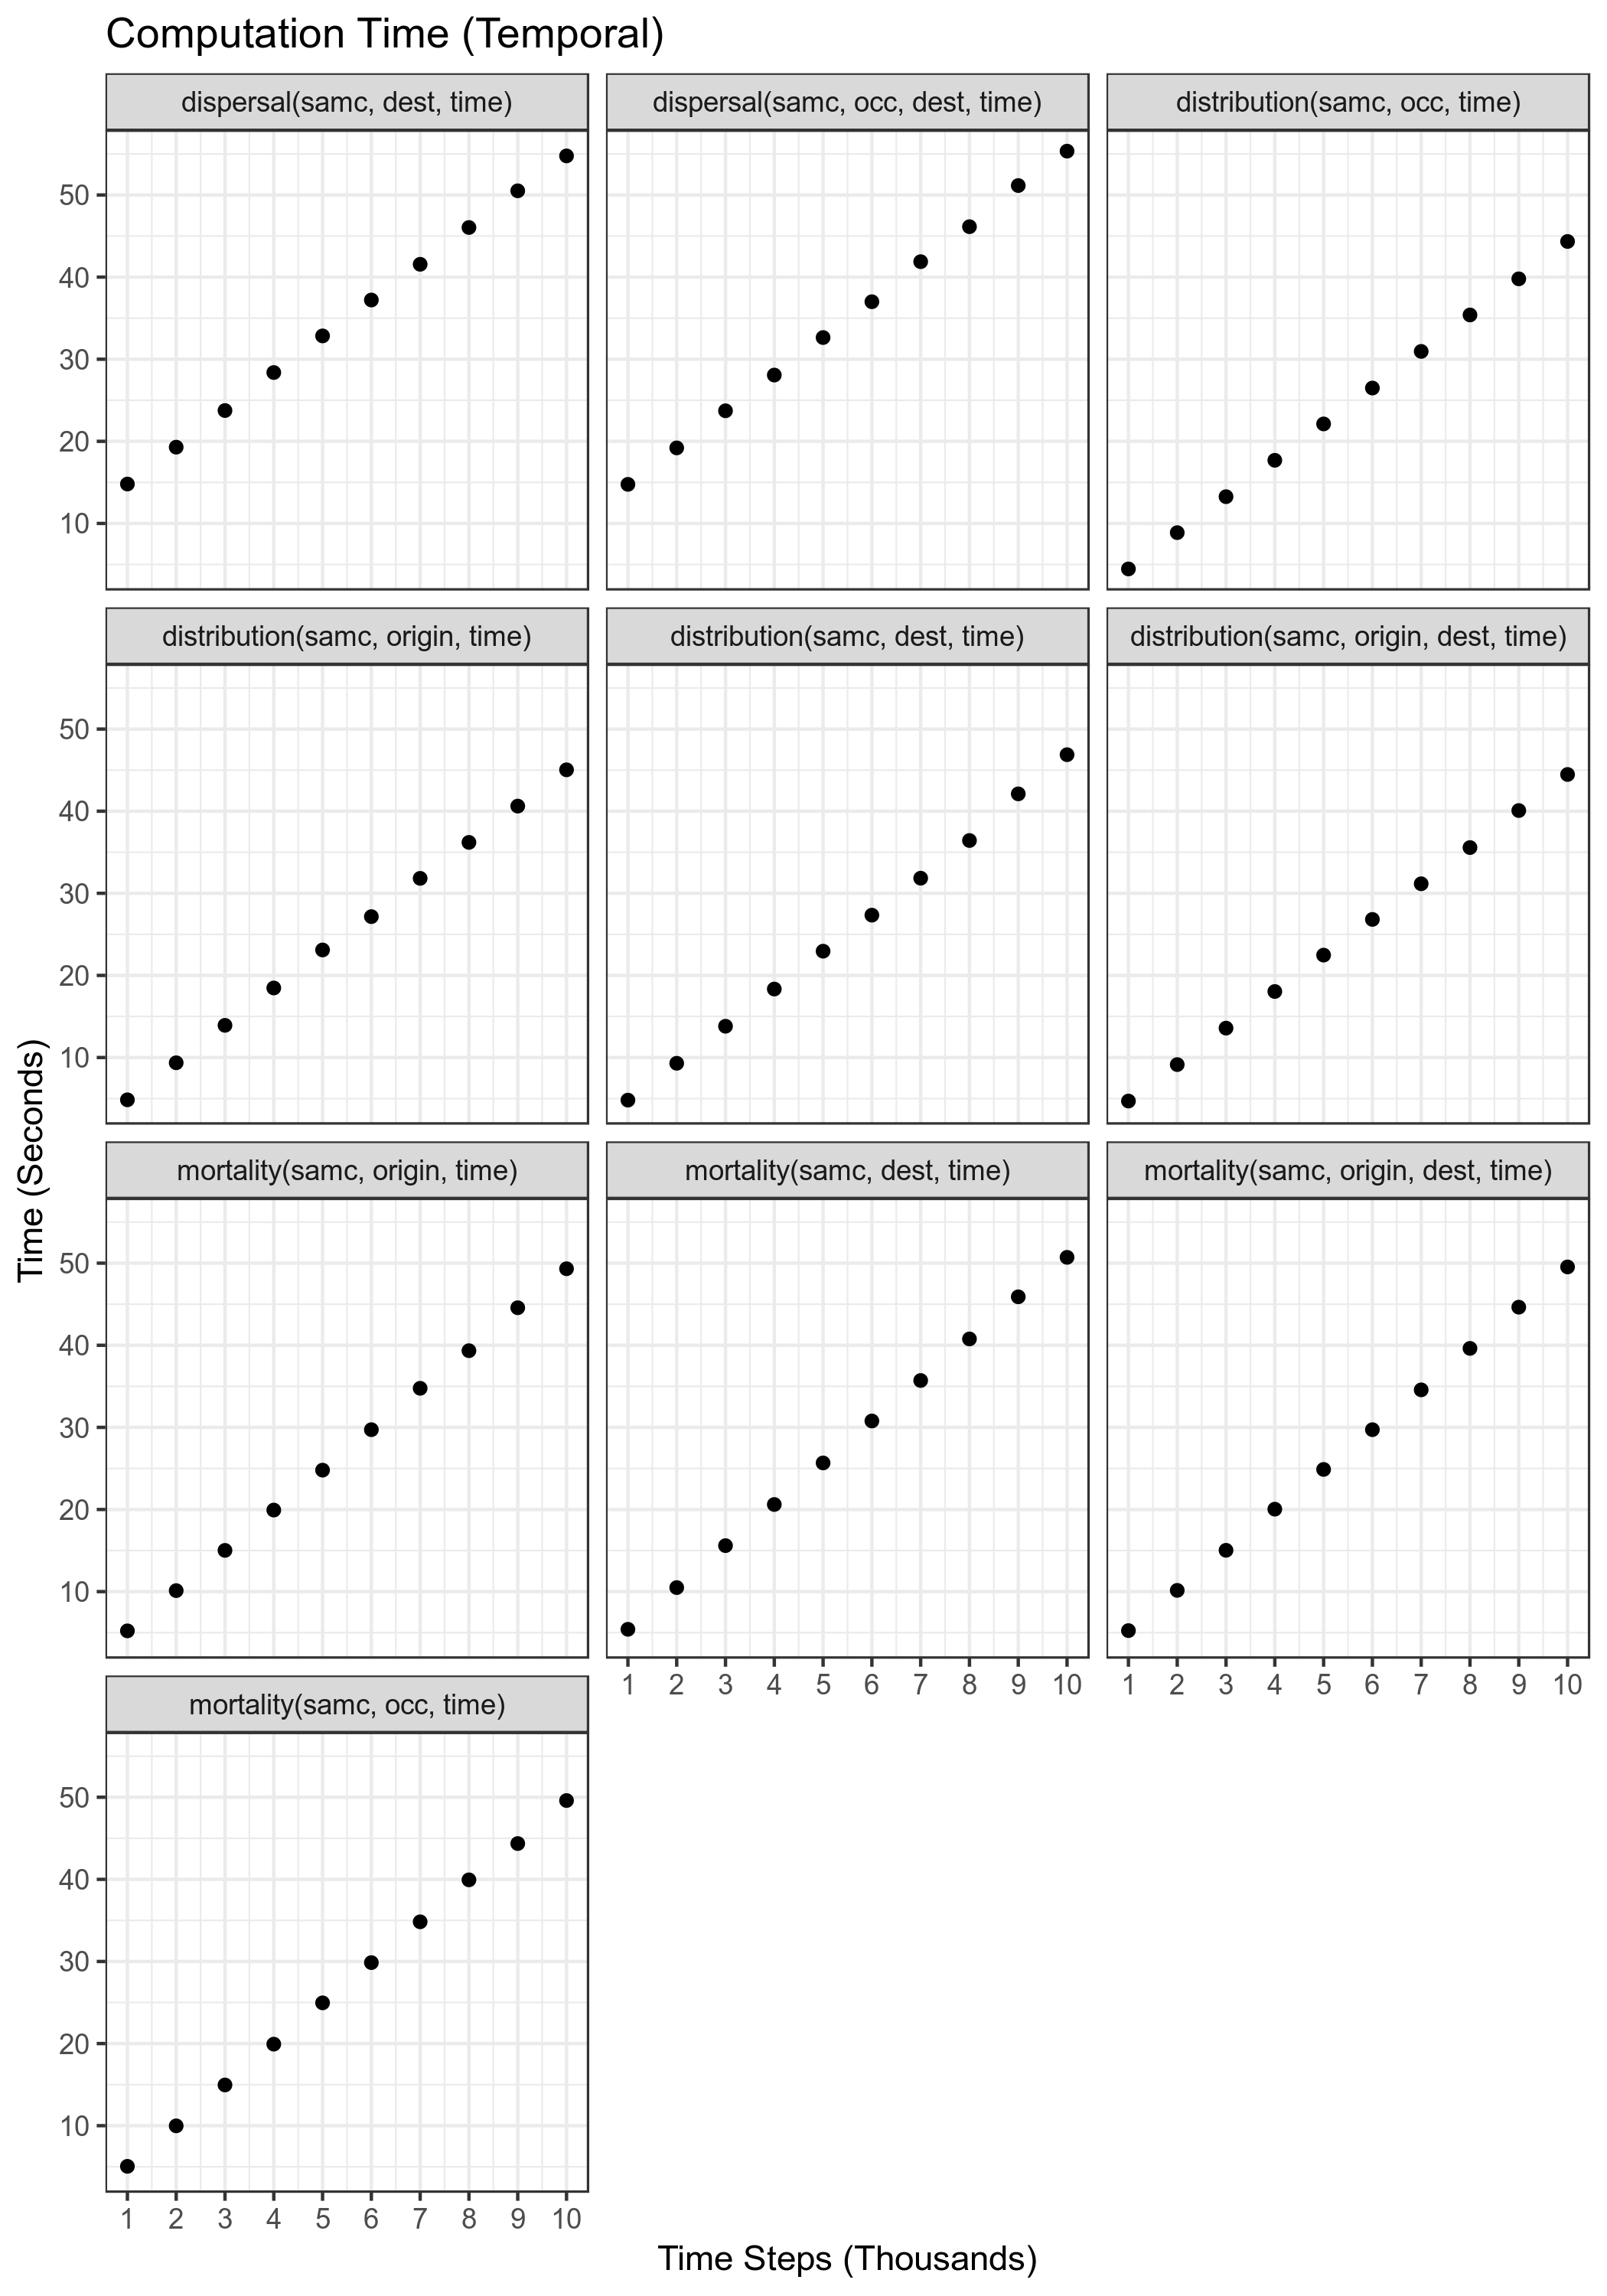 Computation Time (Temporal)
dispersal(samc, dest, time)
dispersal(samc, occ, dest, time)
distribution(samc, occ, time)
50
40
30
20
10
distribution(samc, origin, time)
distribution(samc, dest, time)
distribution(samc, origin, dest, time)
50
40
30
20
10
Time (Seconds)
mortality(samc, origin, time)
mortality(samc, dest, time)
mortality(samc, origin, dest, time)
50
40
30
20
10
1 2 3 4 5 6 7 8 9 10
1 2 3 4 5 6 7 8 9 10
mortality(samc, occ, time)
50
40
30
20
10
1 2 3 4 5 6 7 8 9 10
Time Steps (Thousands)